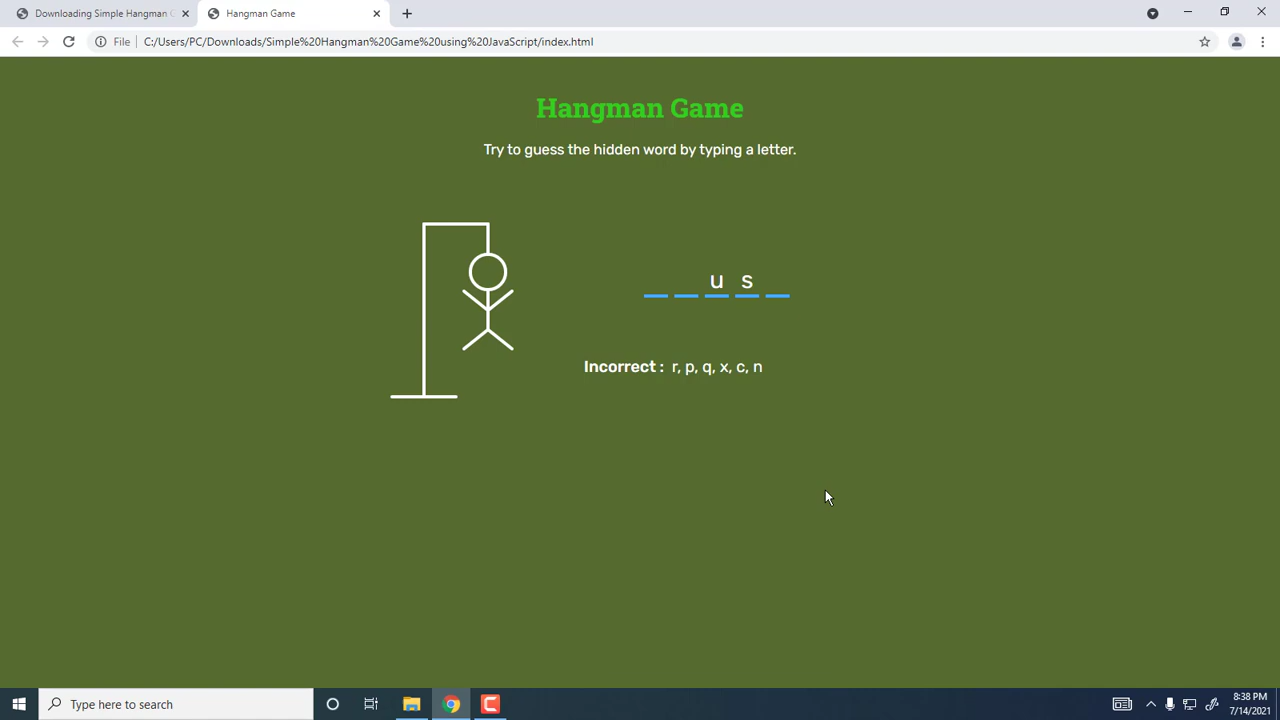 Downloading Simple Hangman G
Hangman Game
File
C:/Users/PC/Downloads/Simple%20Hangman%20Game%20using%20JavaScript/index.html
Hangman Game
Try to guess the hidden word by typing a letter.
u s
Incorrect : r, p, q, x, c, n
Type here to search
8:38 PM
7/14/2021